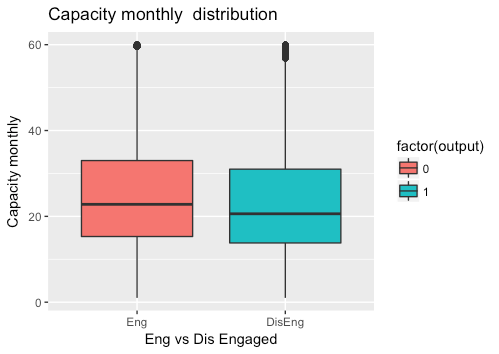 Capacity monthly  distribution
Capacity monthly
60
40
20
0
Eng
DisEng
Eng vs Dis Engaged
factor(output)
0
1